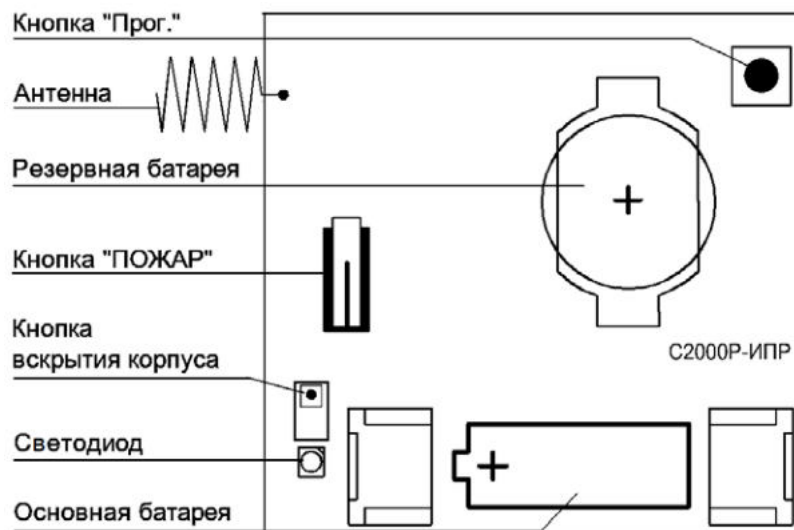 Кнопка "Прог."
Антенна
Резервная батарея
Кнопка "ПОЖАР"
С2000Р-ИПР
Кнопка
вскрытия корпуса
Светодиод
Основная батарея